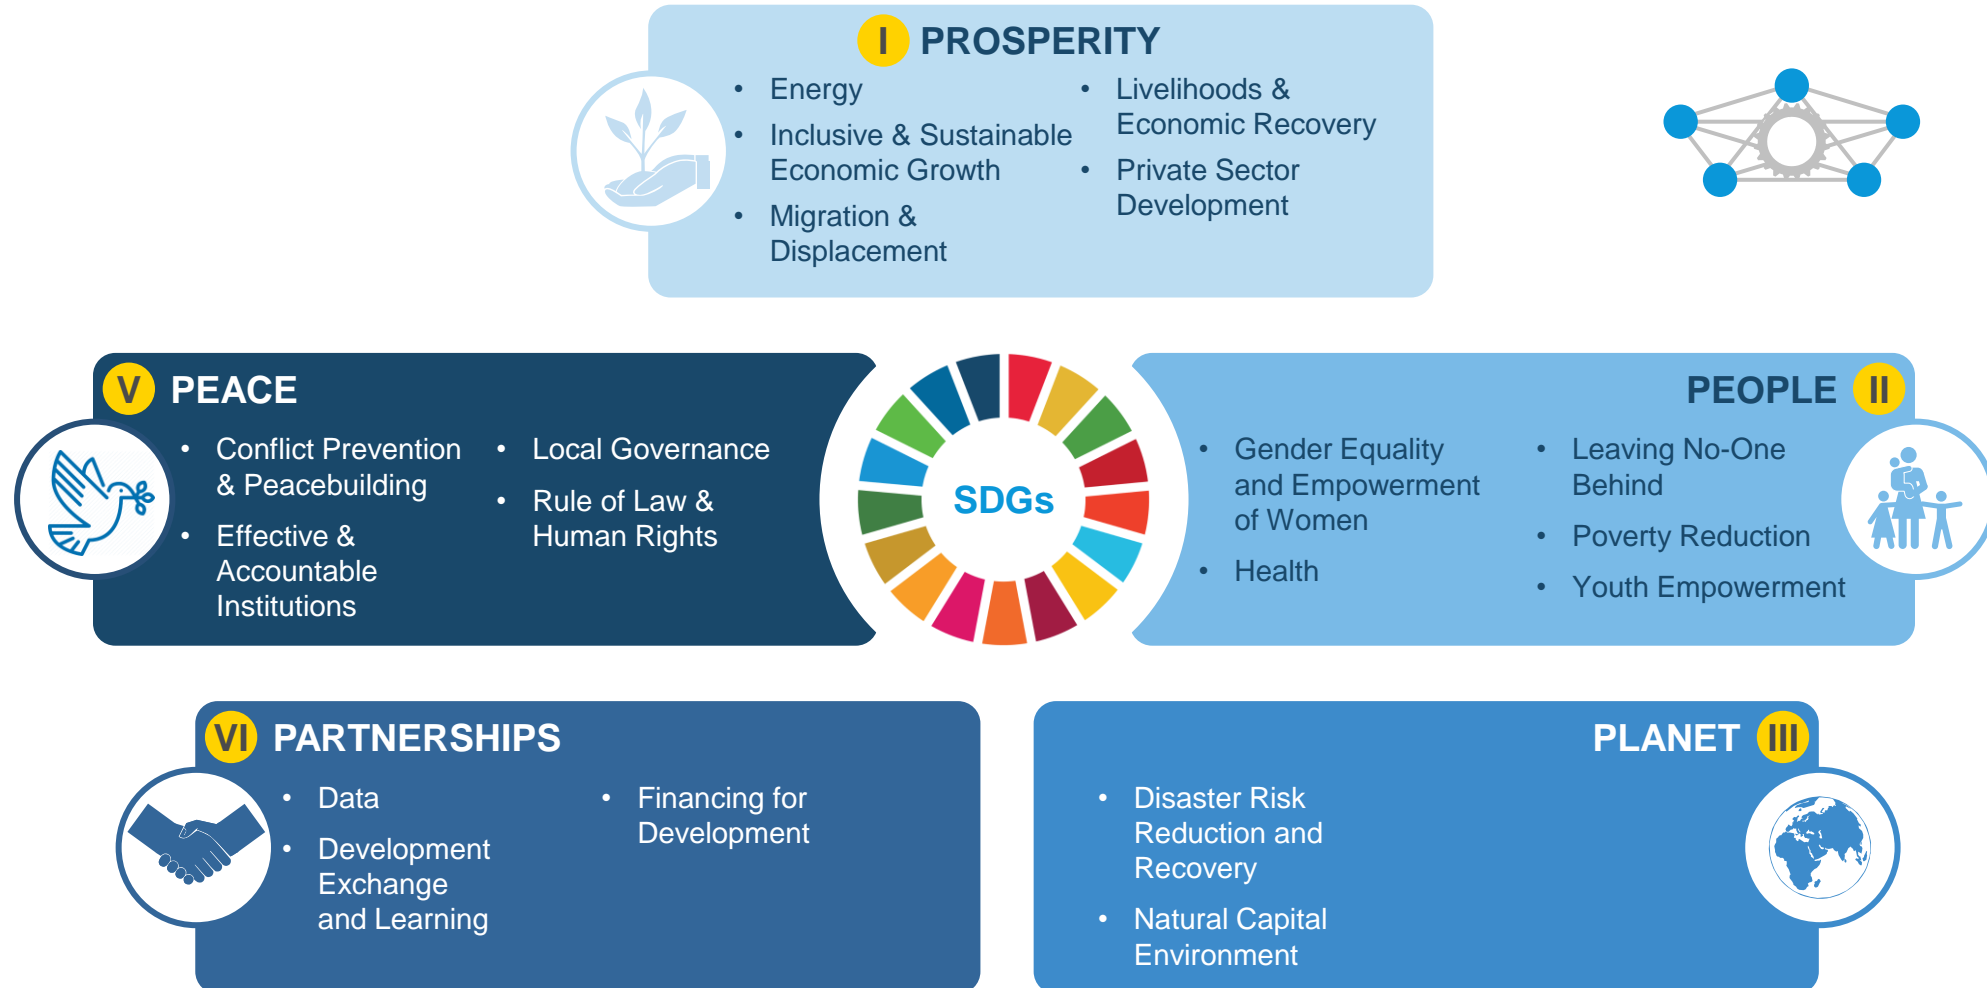 I PROSPERITY
• Energy
• Inclusive & Sustainable
Economic Growth
• Migration &
Displacement
• Livelihoods &
Economic Recovery
• Private Sector
Development
V PEACE
• Conflict Prevention
& Peacebuilding
• Effective &
Accountable
Institutions
• Local Governance
• Rule of Law &
Human Rights
SDGs
PEOPLE II
• Gender Equality
and Empowerment
of Women
• Health
• Leaving No-One
Behind
• Poverty Reduction
• Youth Empowerment
VI PARTNERSHIPS
• Data
• Development
Exchange
and Learning
• Financing for
Development
PLANET III
• Disaster Risk
Reduction and
Recovery
• Natural Capital
Environment